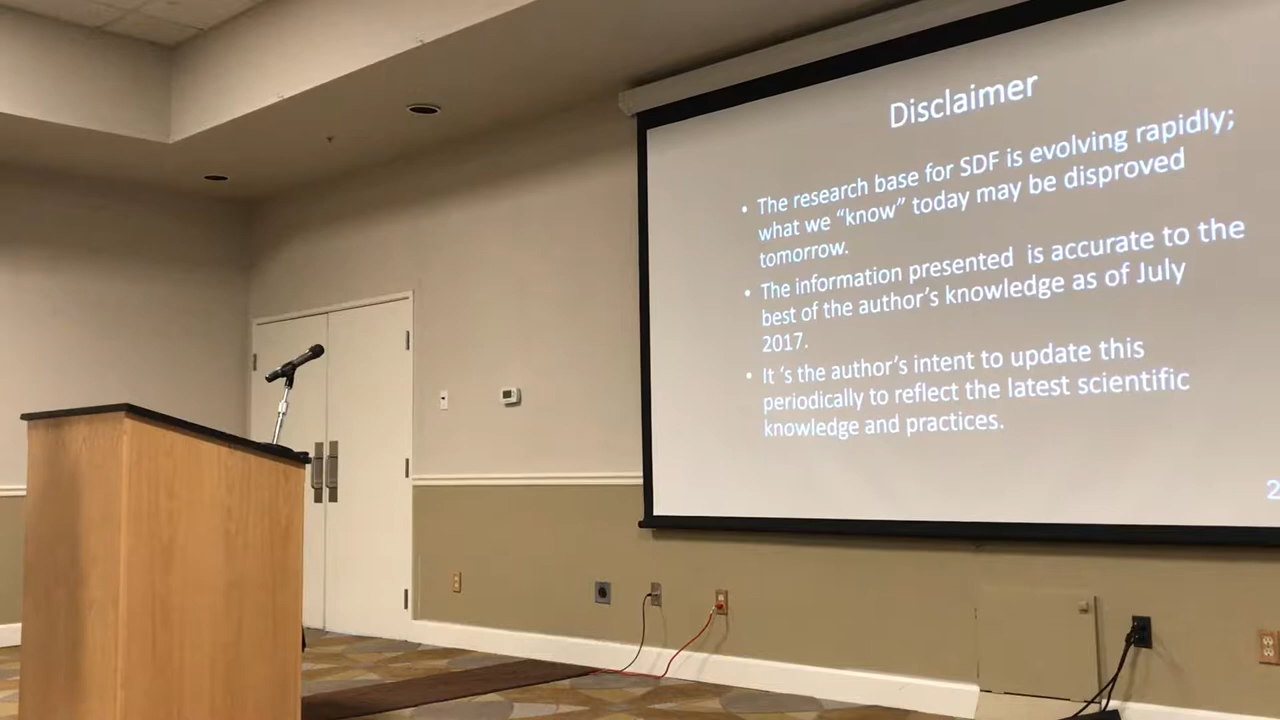 Disclaimer
• The research base for SDF is evolving rapidly;
what we “know” today may be disproved
tomorrow.
• The information presented  is accurate to the
best of the author’s knowledge as of July
2017.
• It ‘s the author’s intent to update this
periodically to reflect the latest scientific
knowledge and practices.
2